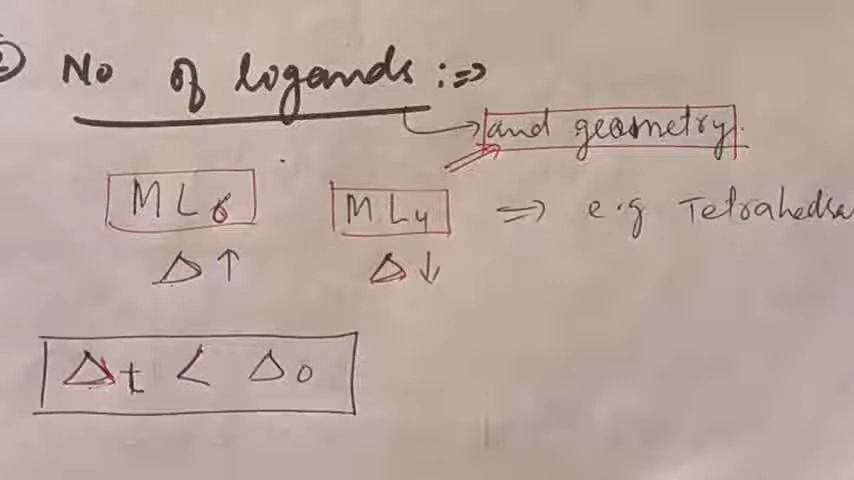 No of ligands :⇒
and geometry.
ML6 ML4 ⇒ e.g Tetrahedra
Δ↑ Δ↓
Δt < Δo